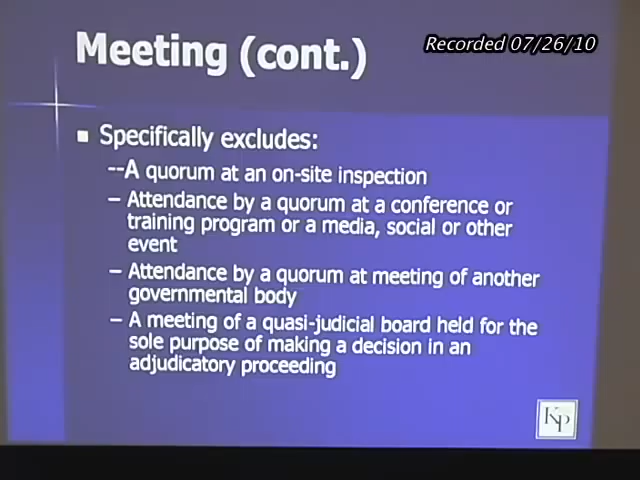 Meeting (cont.)
Recorded 07/26/10
Specifically excludes:
--A quorum at an on-site inspection
– Attendance by a quorum at a conference or
training program or a media, social or other
event
– Attendance by a quorum at meeting of another
governmental body
– A meeting of a quasi-judicial board held for the
sole purpose of making a decision in an
adjudicatory proceeding
KP